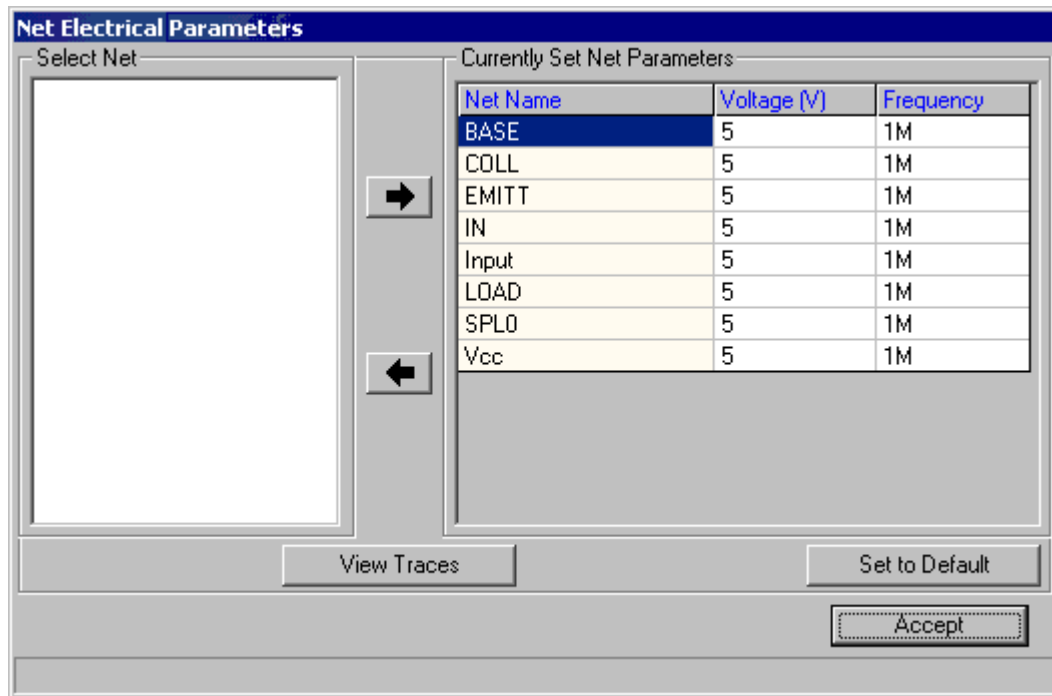 Net Electrical Parameters
Select Net
Currently Set Net Parameters
Net Name Voltage (V) Frequency
BASE 5 1M
COLL 5 1M
EMITT 5 1M
IN 5 1M
Input 5 1M
LOAD 5 1M
SPL0 5 1M
Vcc 5 1M
View Traces
Set to Default
Accept